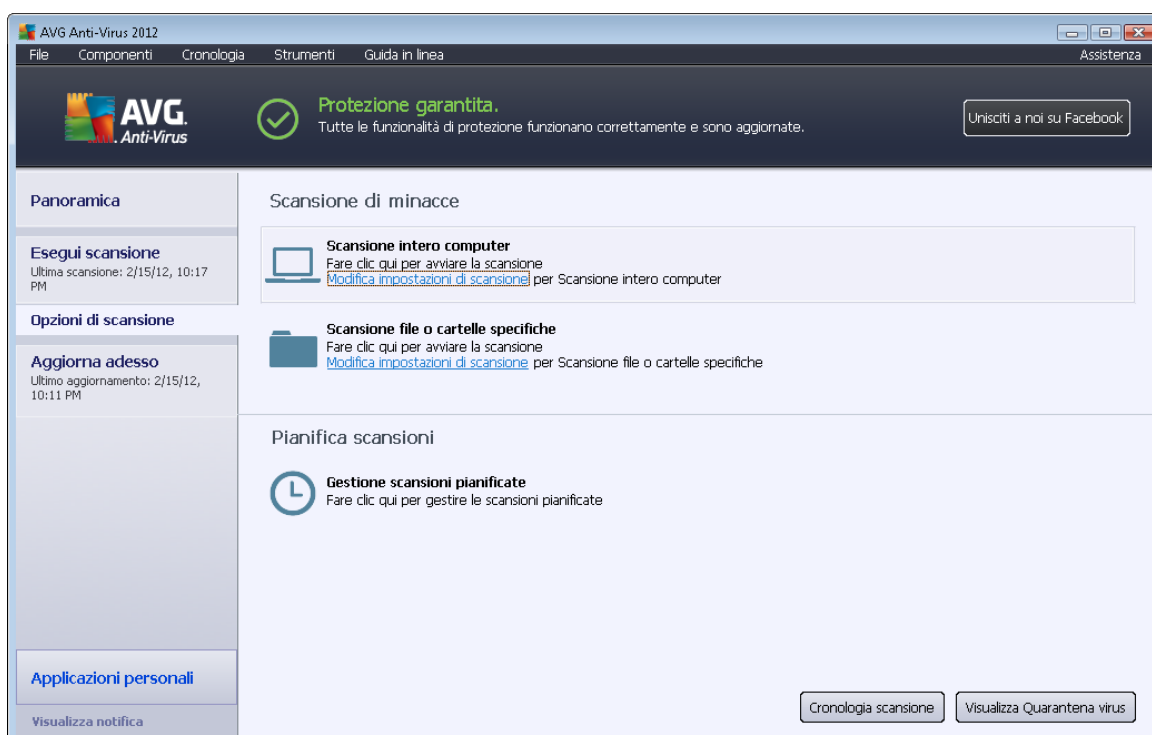 AVG Anti-Virus 2012
File Componenti Cronologia Strumenti Guida in linea Assistenza
AVG.
Anti-Virus
Protezione garantita.
Tutte le funzionalità di protezione funzionano correttamente e sono aggiornate.
Unisciti a noi su Facebook
Panoramica
Esegui scansione
Ultima scansione: 2/15/12, 10:17
PM
Opzioni di scansione
Aggiorna adesso
Ultimo aggiornamento: 2/15/12,
10:11 PM
Applicazioni personali
Visualizza notifica
Scansione di minacce
Scansione intero computer
Fare clic qui per avviare la scansione
Modifica impostazioni di scansione per Scansione intero computer
Scansione file o cartelle specifiche
Fare clic qui per avviare la scansione
Modifica impostazioni di scansione per Scansione file o cartelle specifiche
Pianifica scansioni
Gestione scansioni pianificate
Fare clic qui per gestire le scansioni pianificate
Cronologia scansione
Visualizza Quarantena virus